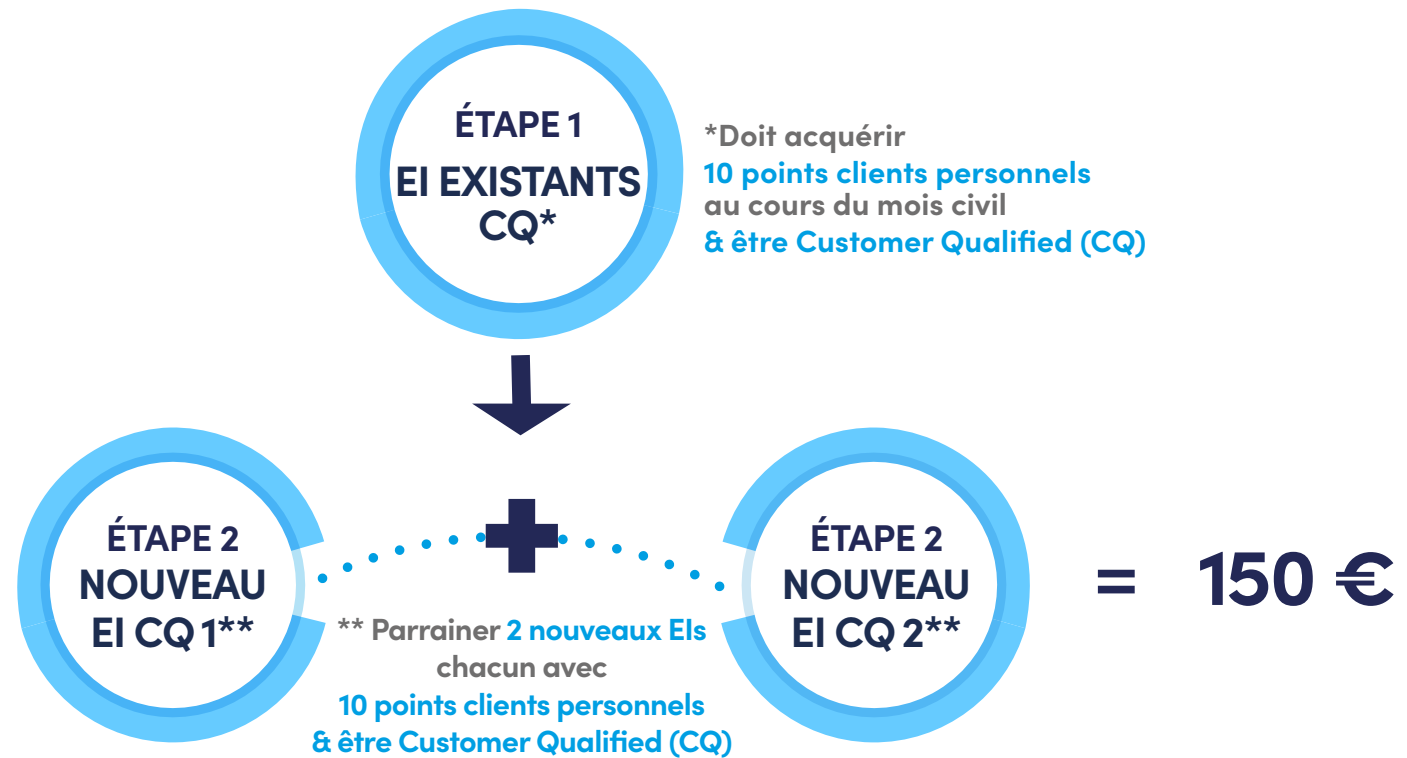 ÉTAPE 1
EI EXISTANTS
CQ*
*Doit acquérir
10 points clients personnels
au cours du mois civil
& être Customer Qualified (CQ)
ÉTAPE 2
NOUVEAU
EI CQ 1**
** Parrainer 2 nouveaux EIs
chacun avec
10 points clients personnels
& être Customer Qualified (CQ)
ÉTAPE 2
NOUVEAU
EI CQ 2**
= 150 €